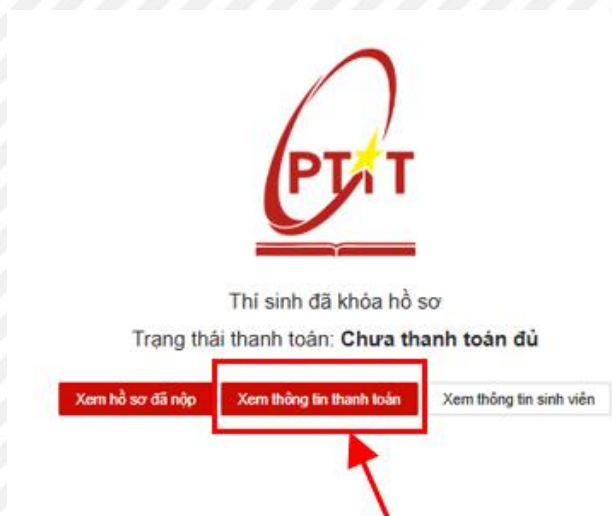 PTIT
Thí sinh đã khóa hồ sơ
Trạng thái thanh toán: Chưa thanh toán đủ
Xem hồ sơ đã nộp Xem thông tin thanh toán Xem thông tin sinh viên